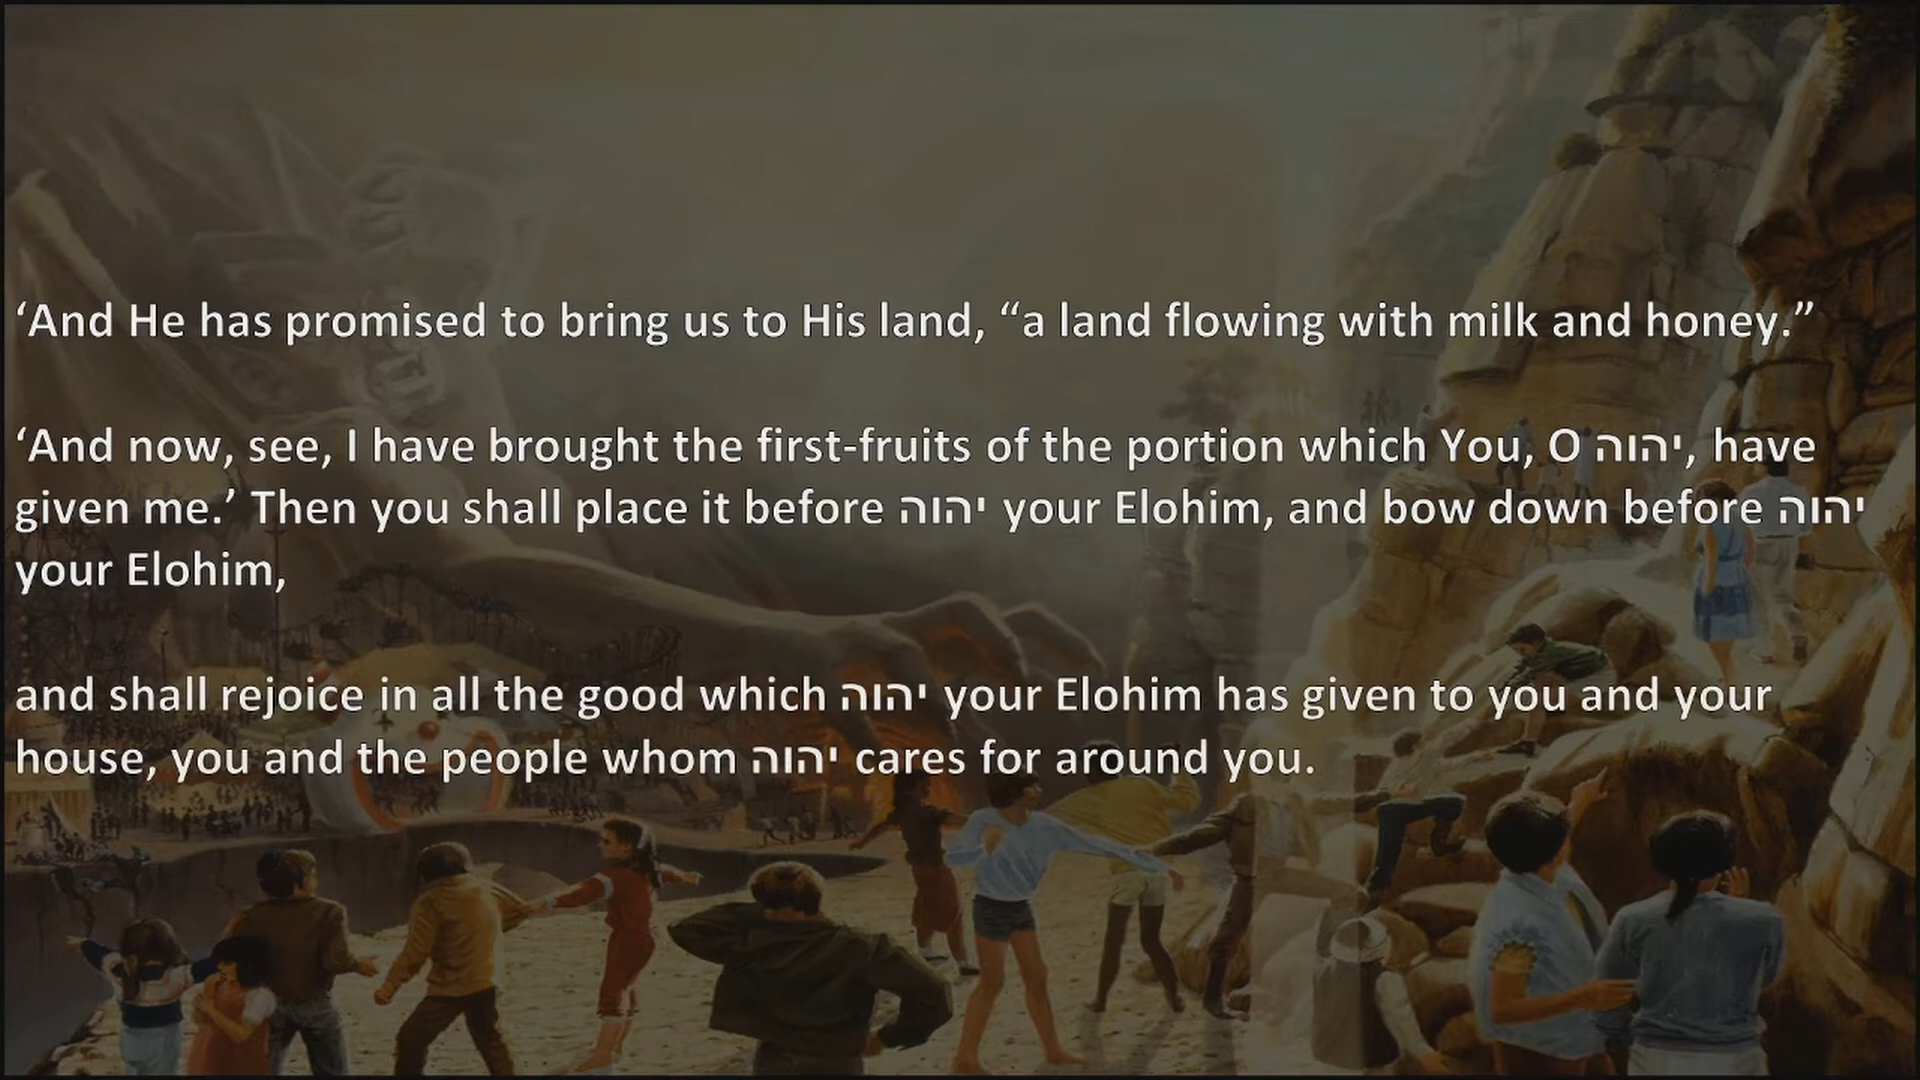 ‘And He has promised to bring us to His land, “a land flowing with milk and honey.”
‘And now, see, I have brought the first-fruits of the portion which You, O יהוה, have
given me.’ Then you shall place it before יהוה your Elohim, and bow down before יהוה
your Elohim,
and shall rejoice in all the good which יהוה your Elohim has given to you and your
house, you and the people whom יהוה cares for around you.